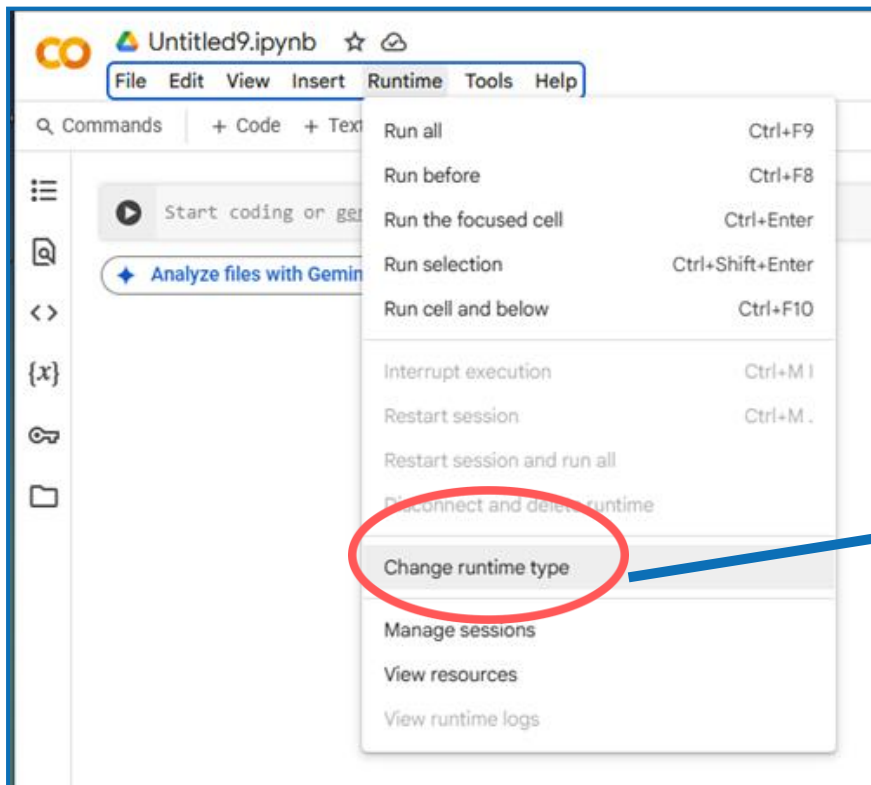 CO
Untitled9.ipynb
File Edit View Insert Runtime Tools Help
Commands + Code + Tex
Run all Ctrl+F9
Run before Ctrl+F8
Start coding or ge
Run the focused cell Ctrl+Enter
Run selection Ctrl+Shift+Enter
Analyze files with Gemin
Run cell and below Ctrl+F10
<>
{x}
Interrupt execution Ctrl+M I
Restart session Ctrl+M .
Restart session and run all
Disconnect and delete runtime
Change runtime type
Manage sessions
View resources
View runtime logs